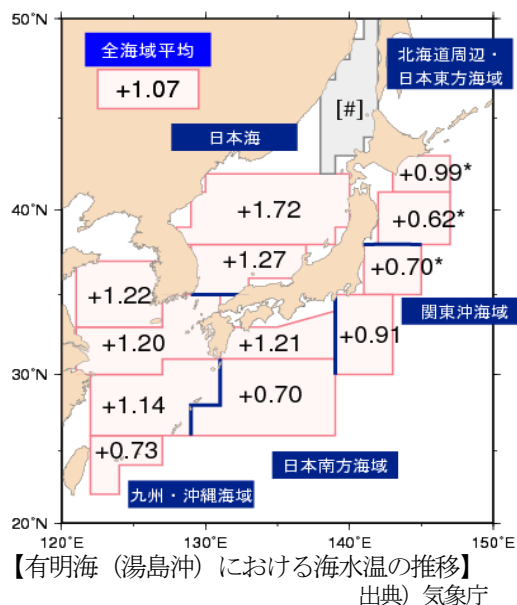 50°N
全海域平均
+1.07
北海道周辺・
日本東方海域
[#]
日本海
+0.99*
+1.72
40°N
+0.62*
+1.27
+0.70*
+1.22
関東沖海域
+1.20
+1.21
+0.91
30°N
+1.14
+0.70
+0.73
日本南方海域
九州・沖縄海域
20°N
120°E
130°E
140°E
150°E
【有明海（湯島沖）における海水温の推移】
出典）気象庁